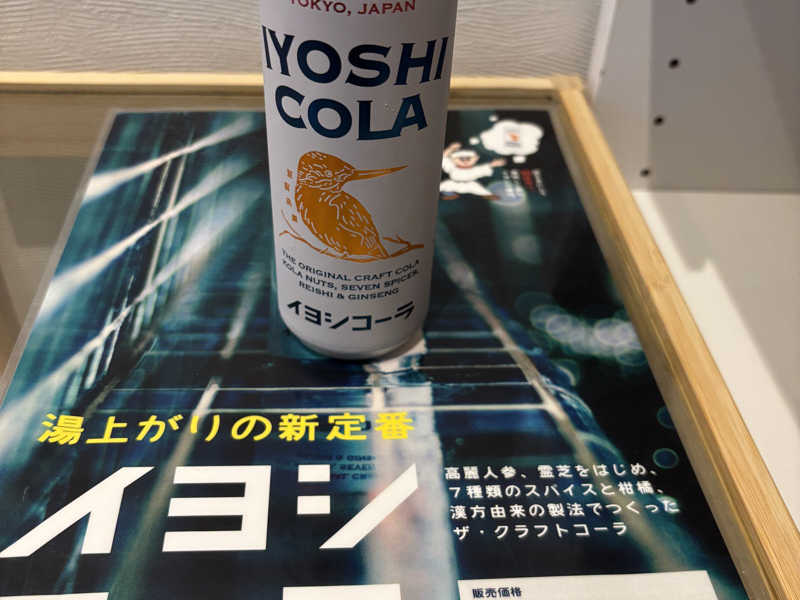 TOKYO, JAPAN
IYOSHI
COLA
THE ORIGINAL CRAFT COLA
KOLA NUTS, SEVEN SPICES,
REISHI & GINSENG
イヨシコーラ
湯上がりの新定番
イヨシ
高麗人参、霊芝をはじめ、
7種類のスパイスと柑橘、
漢方由来の製法でつくった
ザ・クラフトコーラ
販売価格